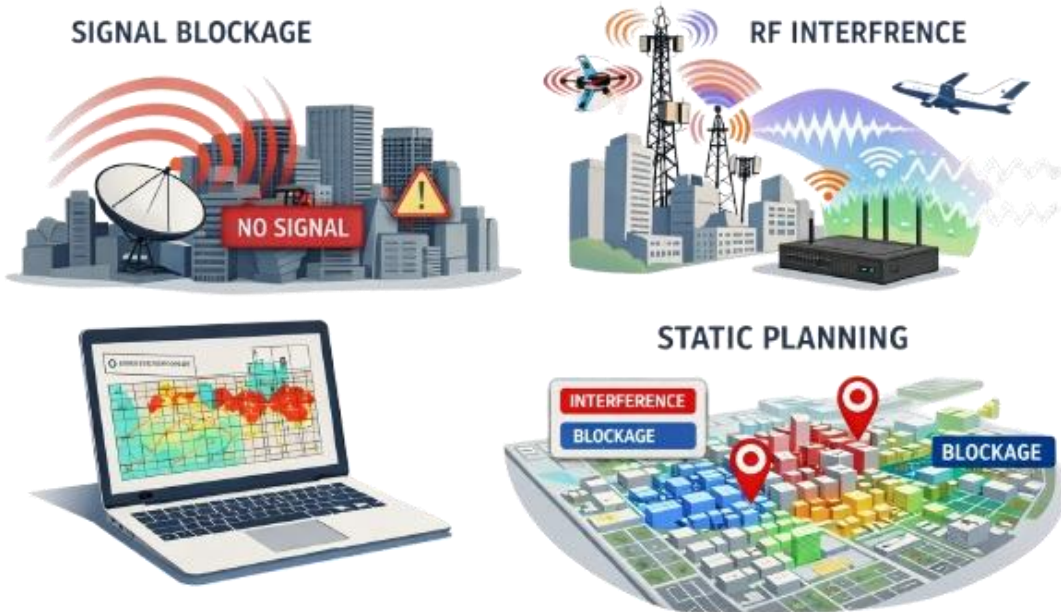 SIGNAL BLOCKAGE
RF INTERFRENCE
NO SIGNAL
STATIC PLANNING
INTERFERENCE
BLOCKAGE
BLOCKAGE